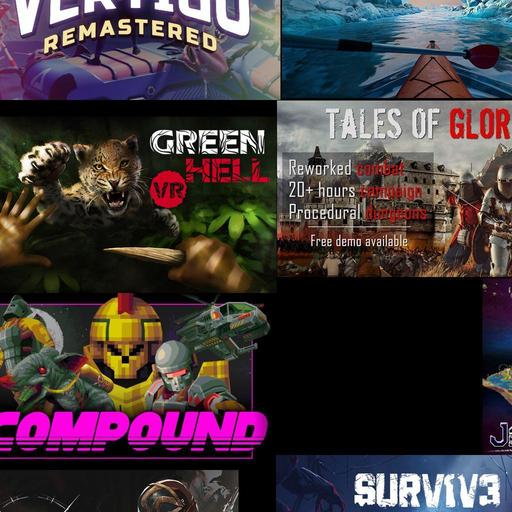 VERTIGO
REMASTERED
GREEN
HELL
VR
TALES OF GLOR
Reworked combat
20+ hours campaign
Procedural dungeons
Free demo available
COMPOUND
J
SURV1V3